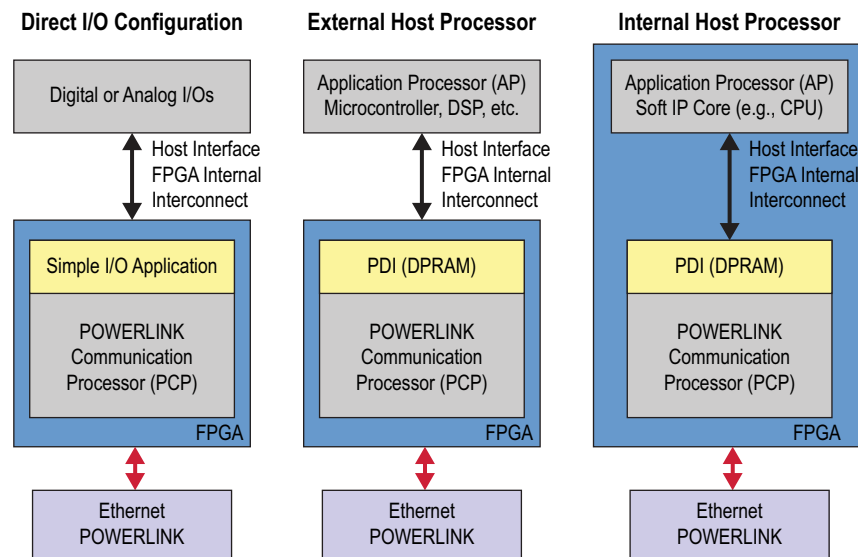 Direct I/O Configuration
Digital or Analog I/Os
Host Interface
FPGA Internal
Interconnect
Simple I/O Application
POWERLINK
Communication
Processor (PCP)
FPGA
Ethernet
POWERLINK
External Host Processor
Application Processor (AP)
Microcontroller, DSP, etc.
Host Interface
FPGA Internal
Interconnect
PDI (DPRAM)
POWERLINK
Communication
Processor (PCP)
FPGA
Ethernet
POWERLINK
Internal Host Processor
Application Processor (AP)
Soft IP Core (e.g., CPU)
Host Interface
FPGA Internal
Interconnect
PDI (DPRAM)
POWERLINK
Communication
Processor (PCP)
FPGA
Ethernet
POWERLINK